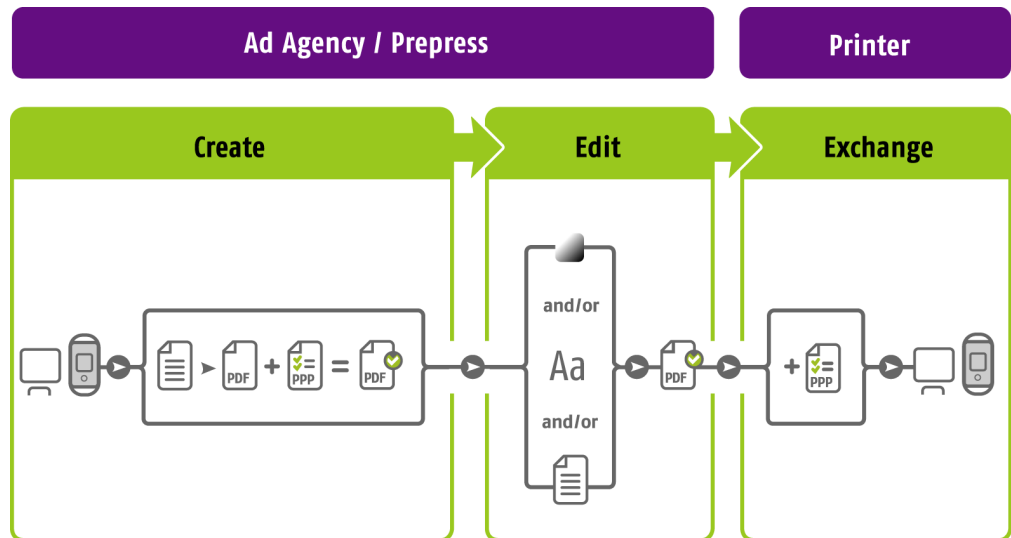 Ad Agency / Prepress
Printer
Create
Edit
Exchange
and/or
Aa
and/or
PDF + PPP = PDF
PDF
+ PPP